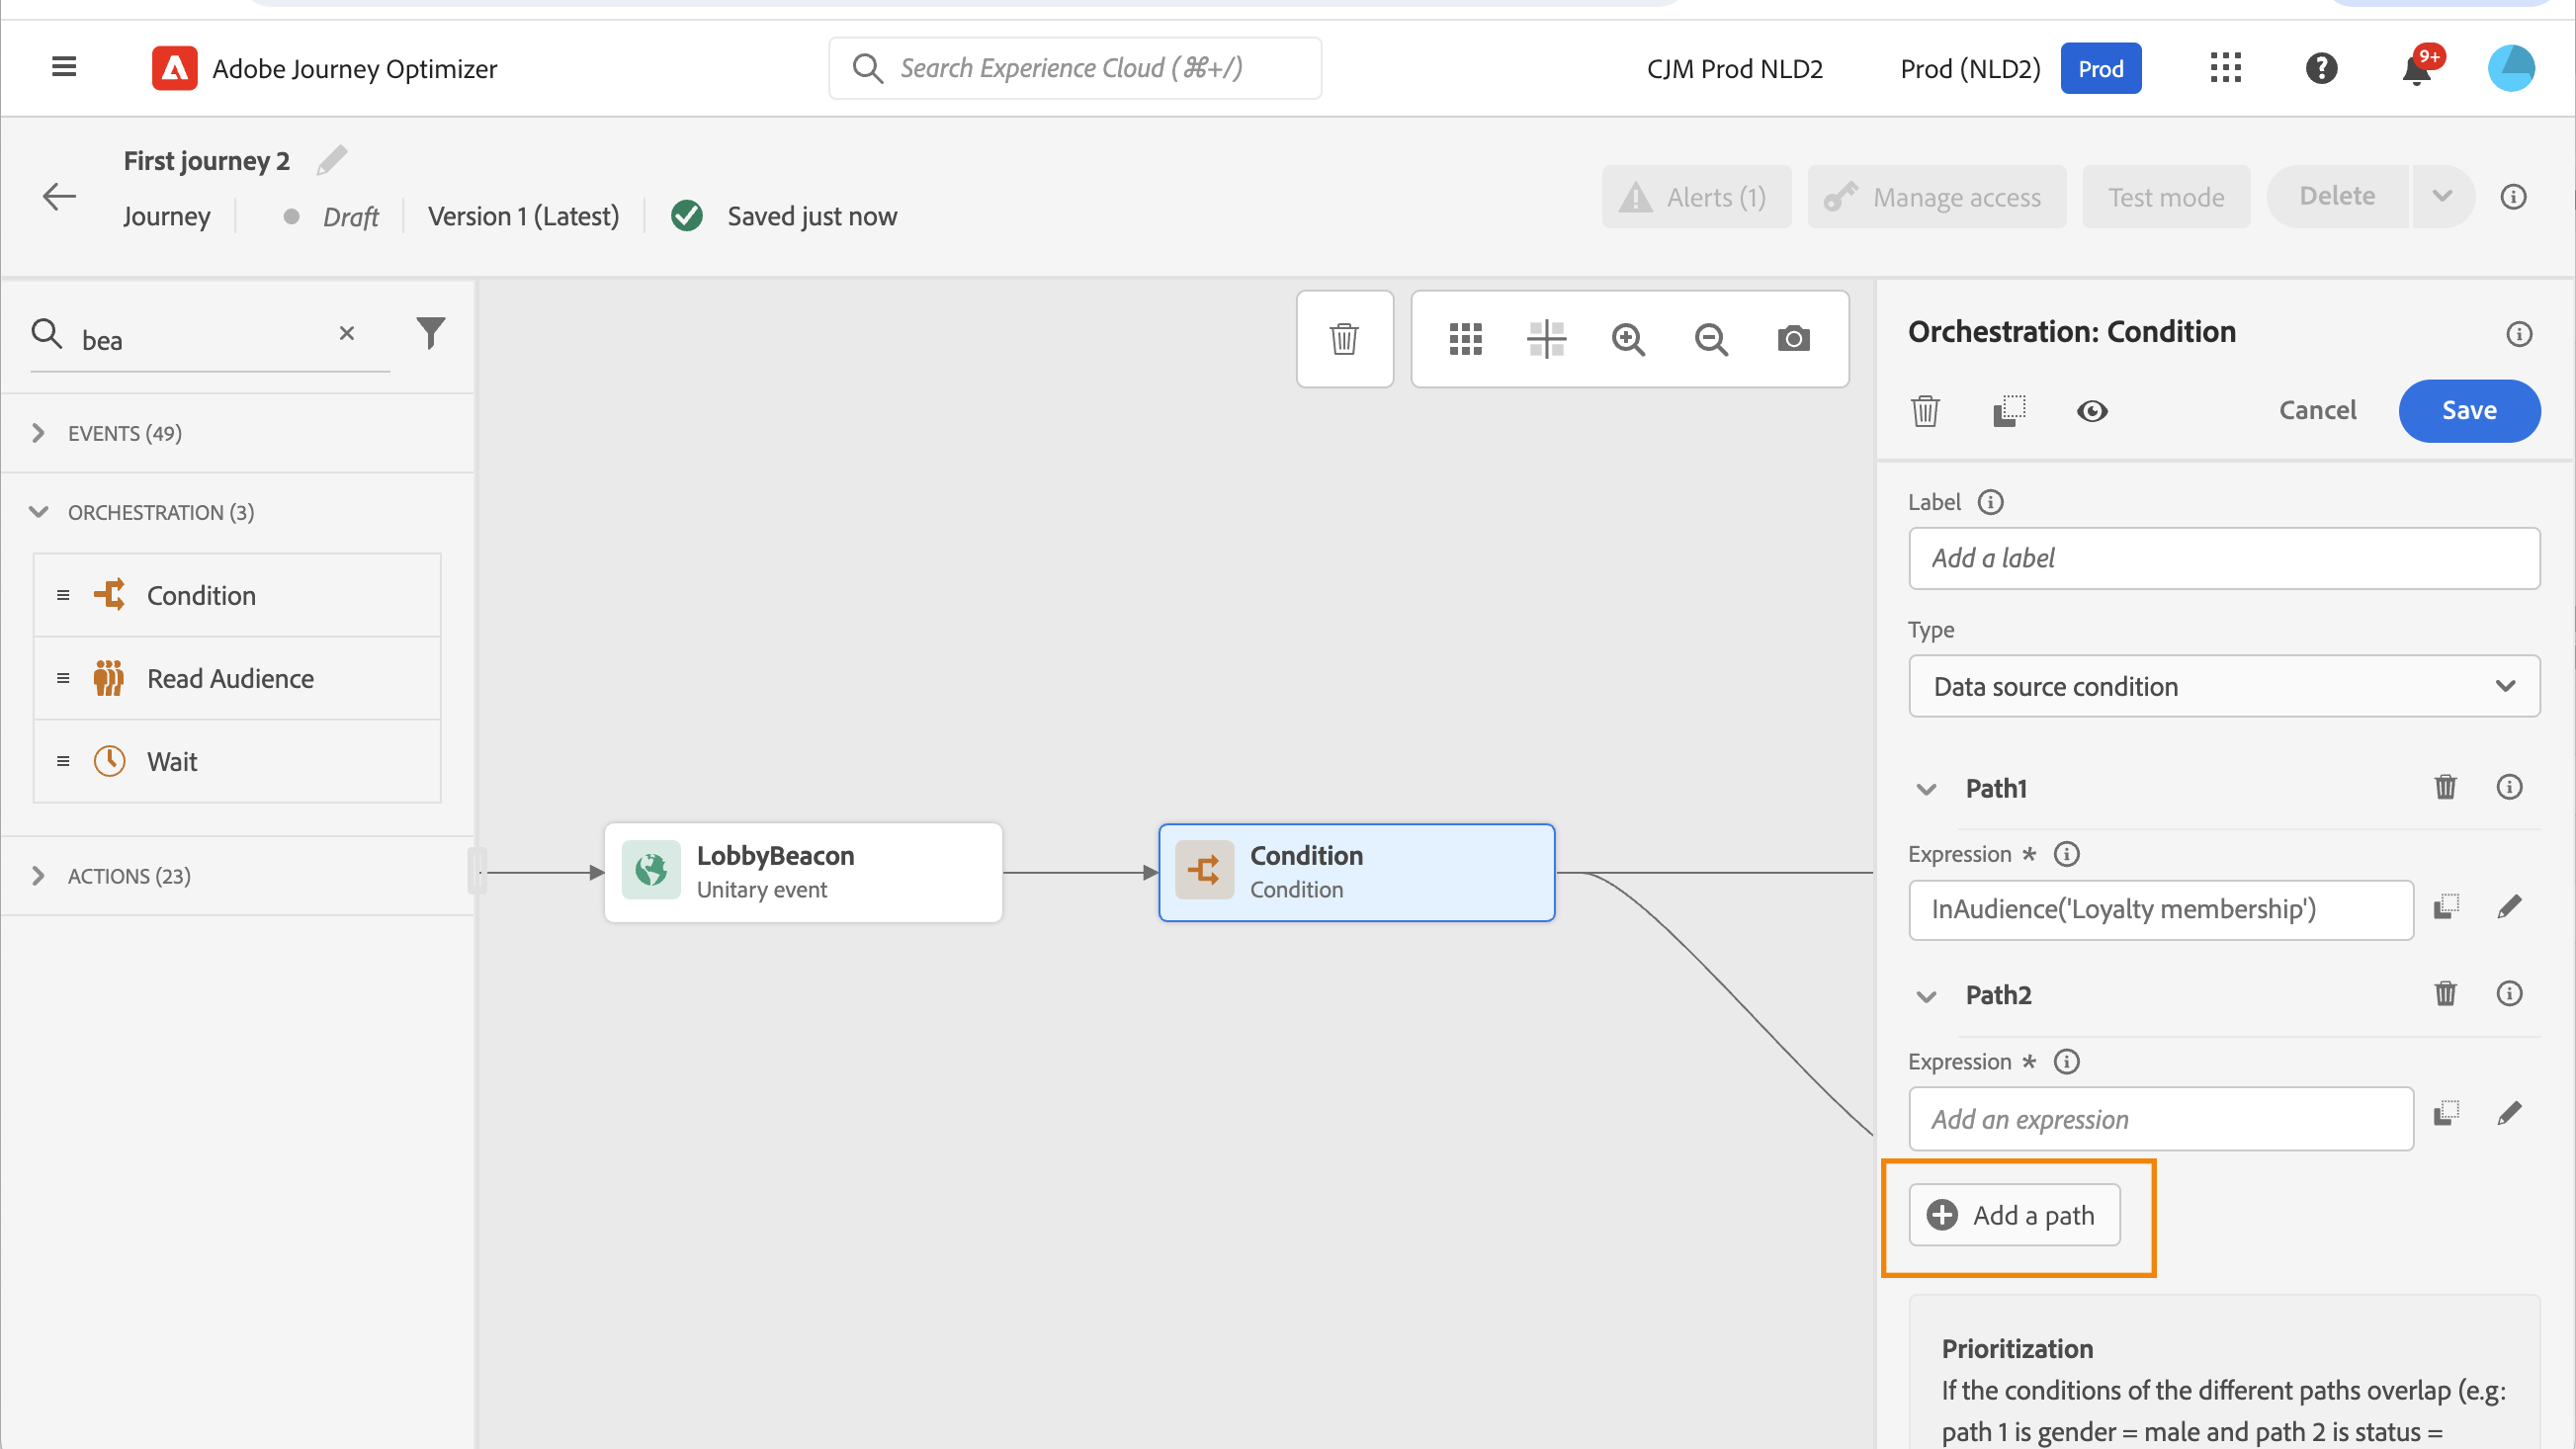 Adobe Journey Optimizer
Search Experience Cloud (⌘+/)
CJM Prod NLD2
Prod (NLD2)
Prod
9+
First journey 2
Journey
Draft
Version 1 (Latest)
Saved just now
Alerts (1)
Manage access
Test mode
Delete
bea
EVENTS (49)
ORCHESTRATION (3)
Condition
Read Audience
Wait
ACTIONS (23)
LobbyBeacon
Unitary event
Condition
Condition
Orchestration: Condition
Cancel
Save
Label
Add a label
Type
Data source condition
Path1
Expression *
InAudience('Loyalty membership')
Path2
Expression *
Add an expression
Add a path
Prioritization
If the conditions of the different paths overlap (e.g:
path 1 is gender = male and path 2 is status =